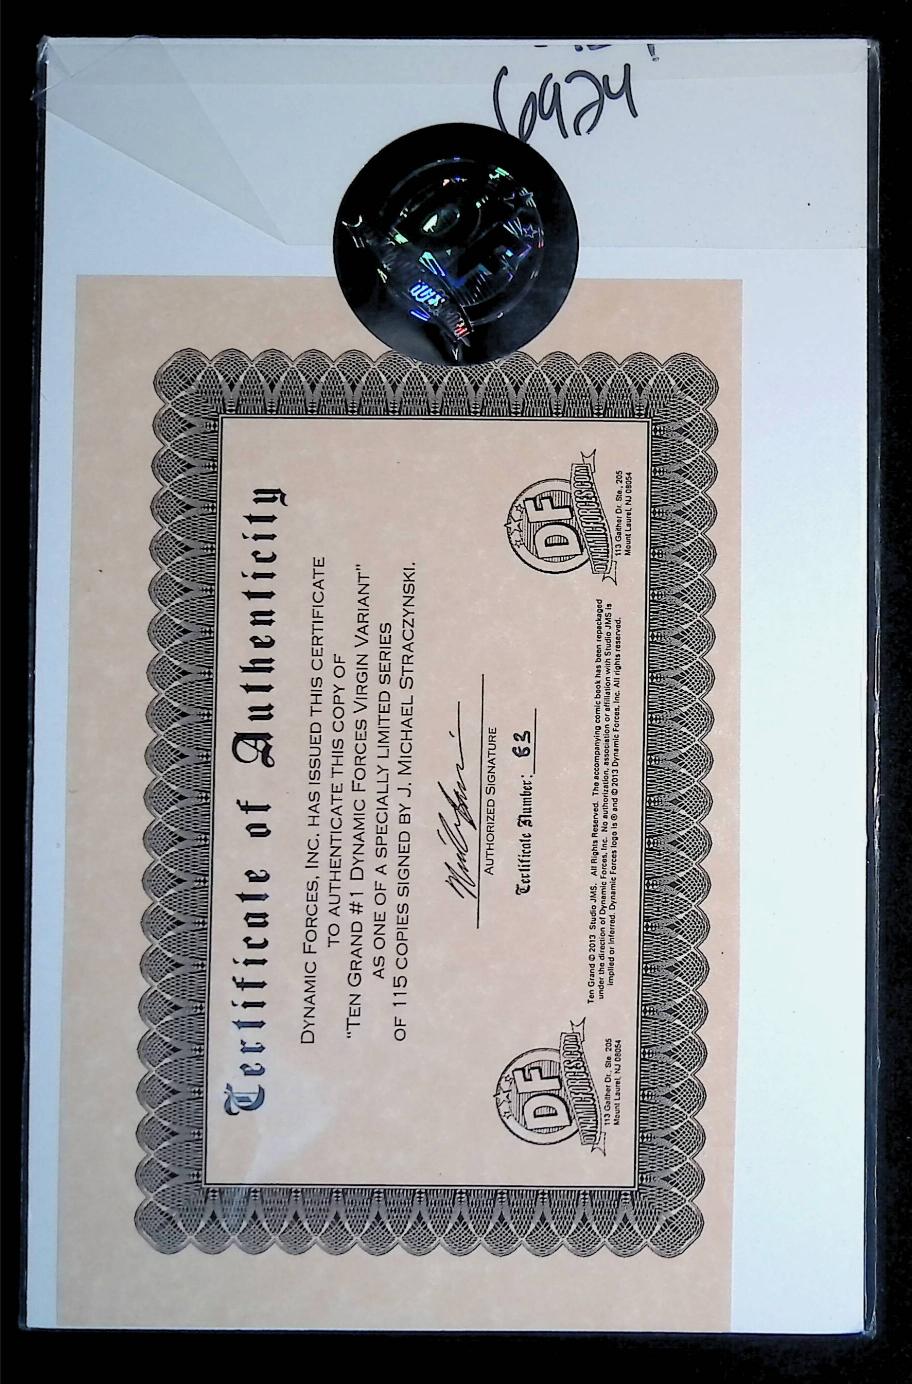 6924
Certificate of Authenticity
DYNAMIC FORCES, INC. HAS ISSUED THIS CERTIFICATE
TO AUTHENTICATE THIS COPY OF
"TEN GRAND #1 DYNAMIC FORCES VIRGIN VARIANT"
AS ONE OF A SPECIALLY LIMITED SERIES
OF 115 COPIES SIGNED BY J. MICHAEL STRACZYNSKI.
AUTHORIZED SIGNATURE
Certificate Number: 63
DF
DYNAMICFORCES.COM
113 Gaither Dr., Ste. 205
Mount Laurel, NJ 08054
Ten Grand © 2013 Studio JMS. All Rights Reserved. The accompanying comic book has been repackaged
under the direction of Dynamic Forces, Inc. No authorization, association or affiliation with Studio JMS is
implied or inferred. Dynamic Forces logo is ® and © 2013 Dynamic Forces, Inc. All rights reserved.
DF
DYNAMICFORCES.COM
113 Gaither Dr. Ste. 205
Mount Laurel, NJ 08054